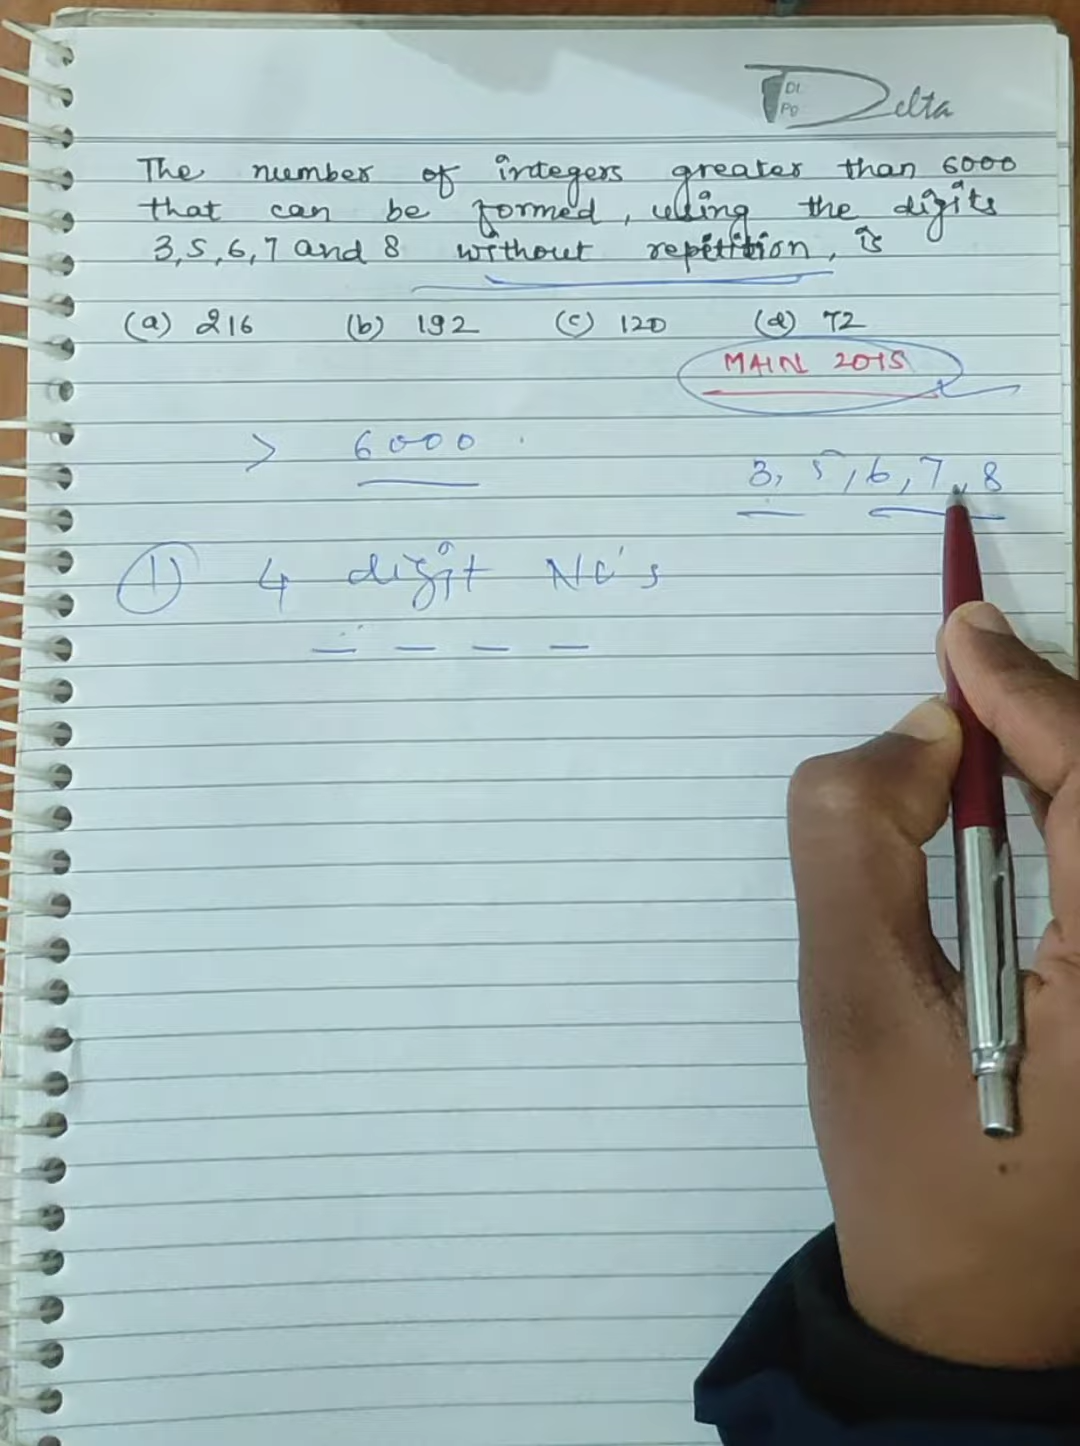 DL
PO
Delta
The number of integers greater than 6000
that can be formed, using the digits
3,5,6,7 and 8 without repetition, is
(a) 216 (b) 192 (c) 120 (d) 72
MAIN 2015
> 6000
3, 5, 6, 7, 8
1) 4 digit No's